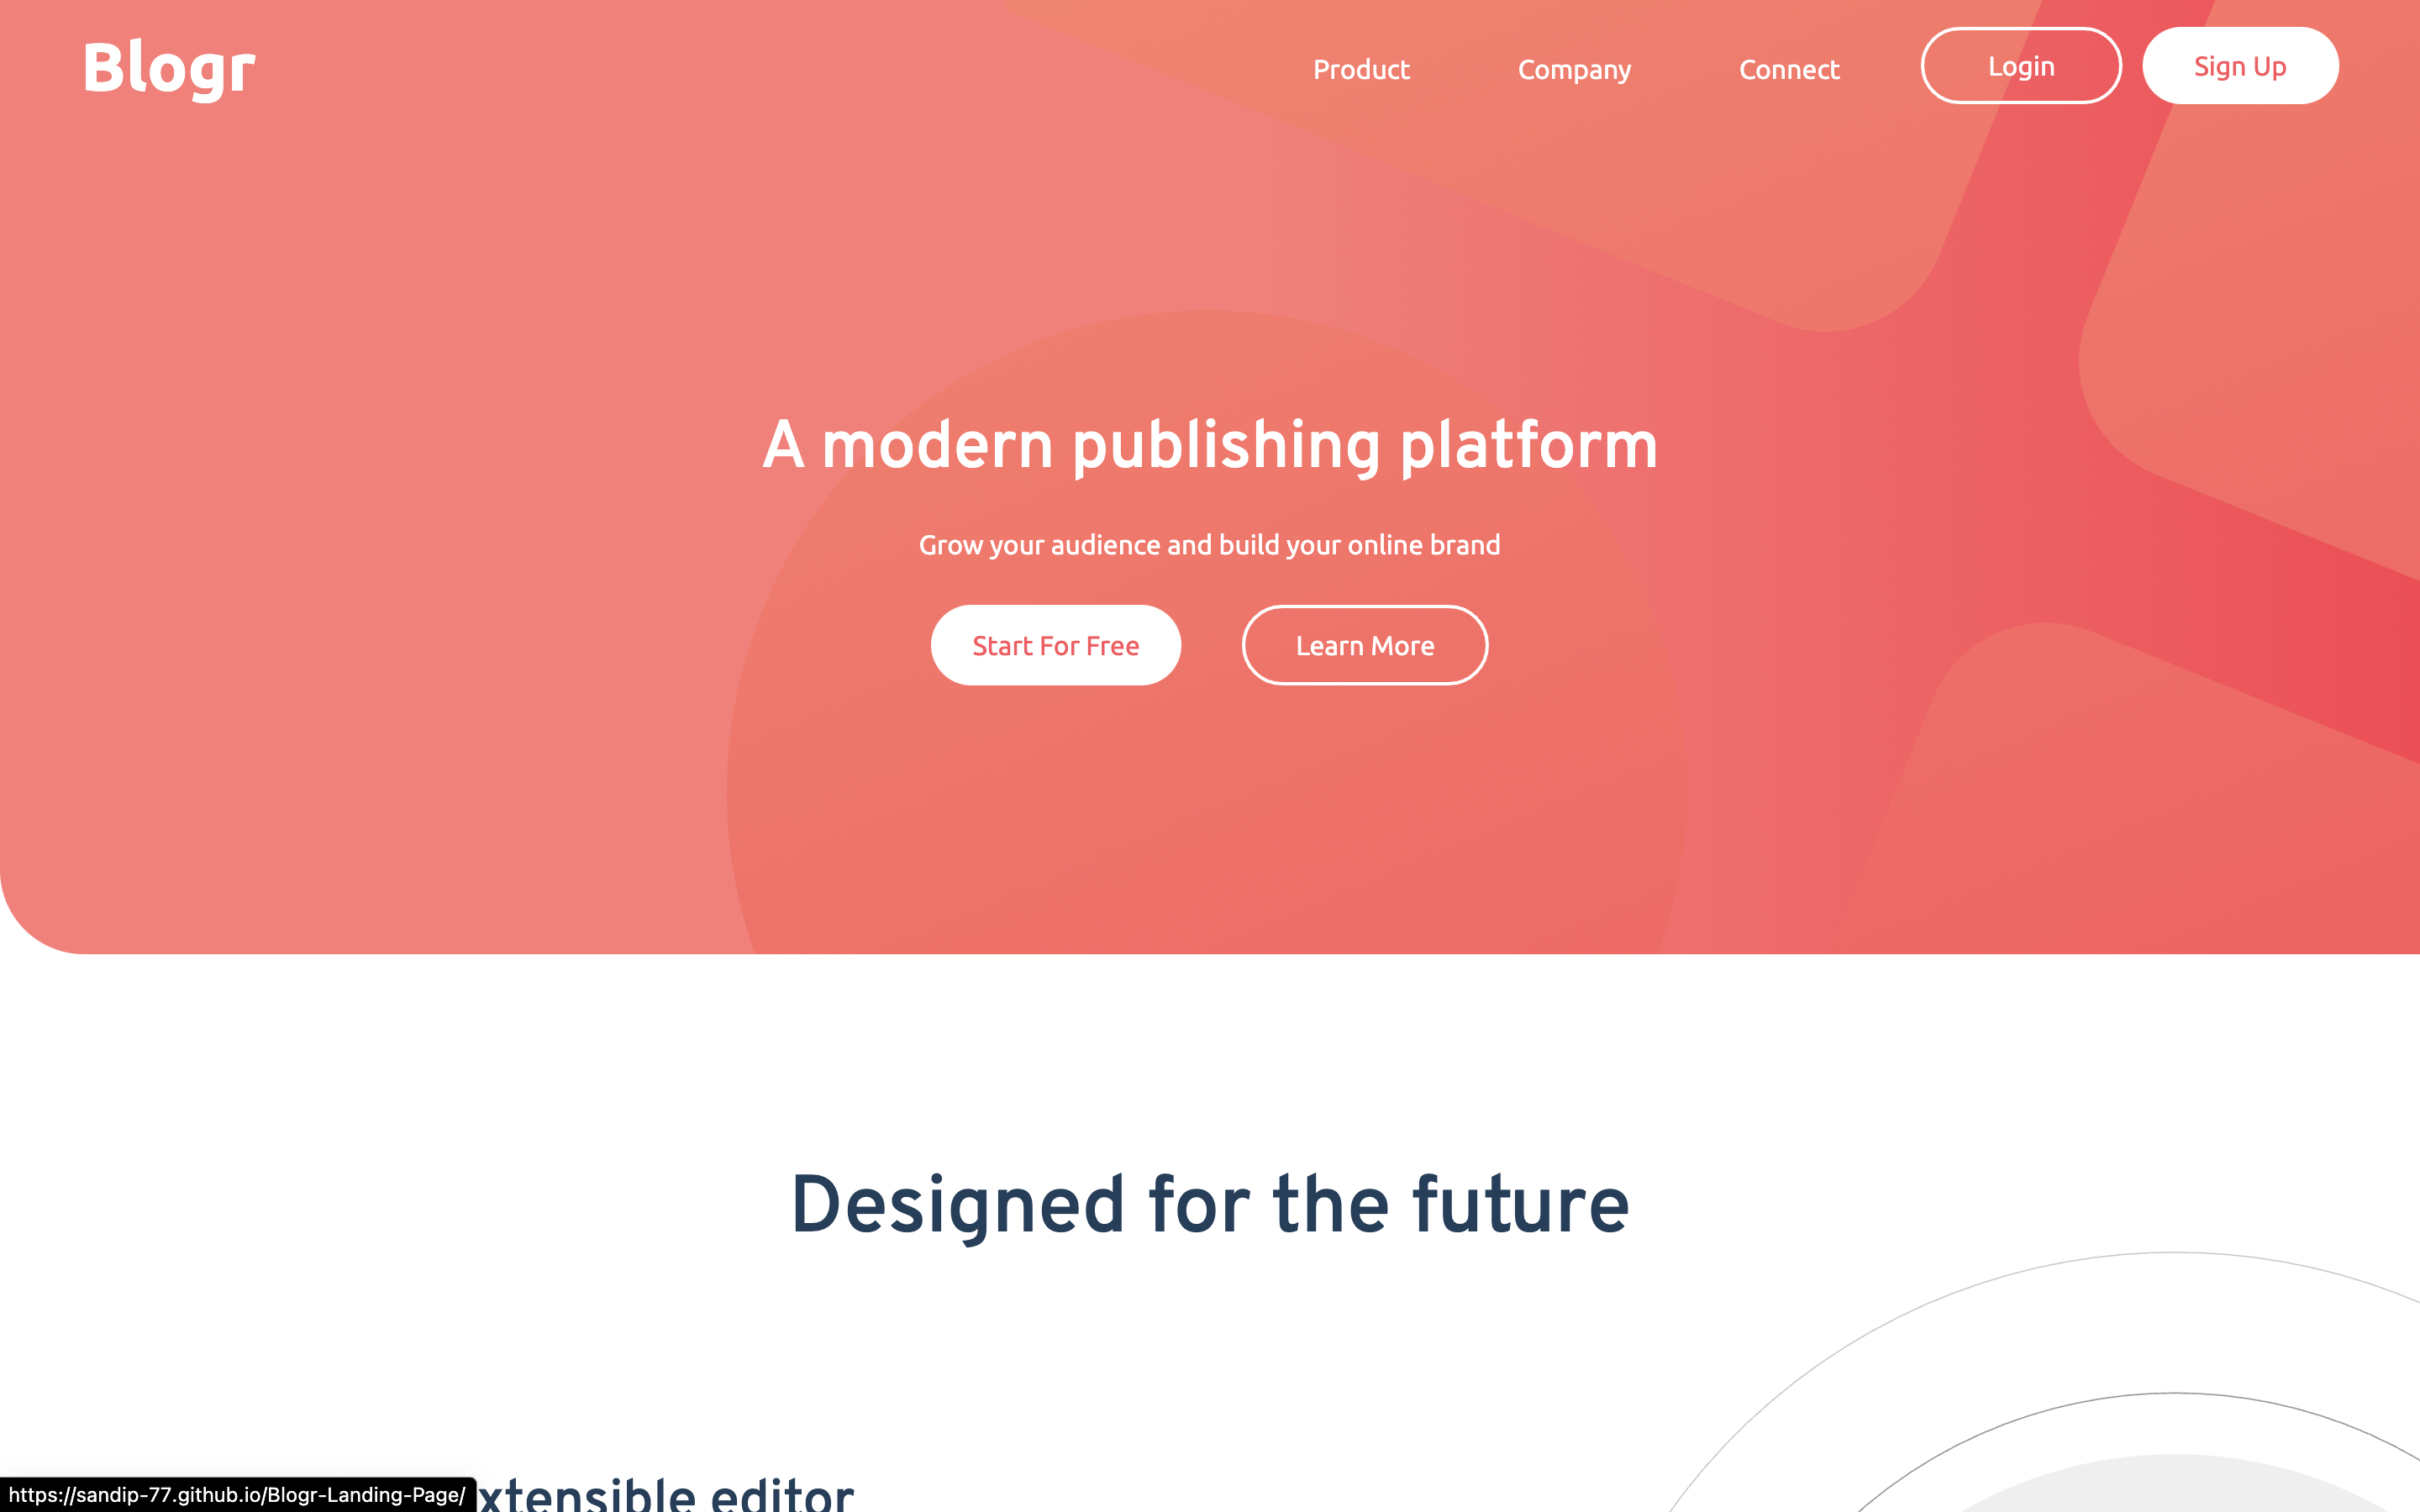 Blogr
Product Company Connect Login Sign Up
A modern publishing platform
Grow your audience and build your online brand
Start For Free Learn More
Designed for the future
xtensible editor
https://sandip-77.github.io/Blogr-Landing-Page/